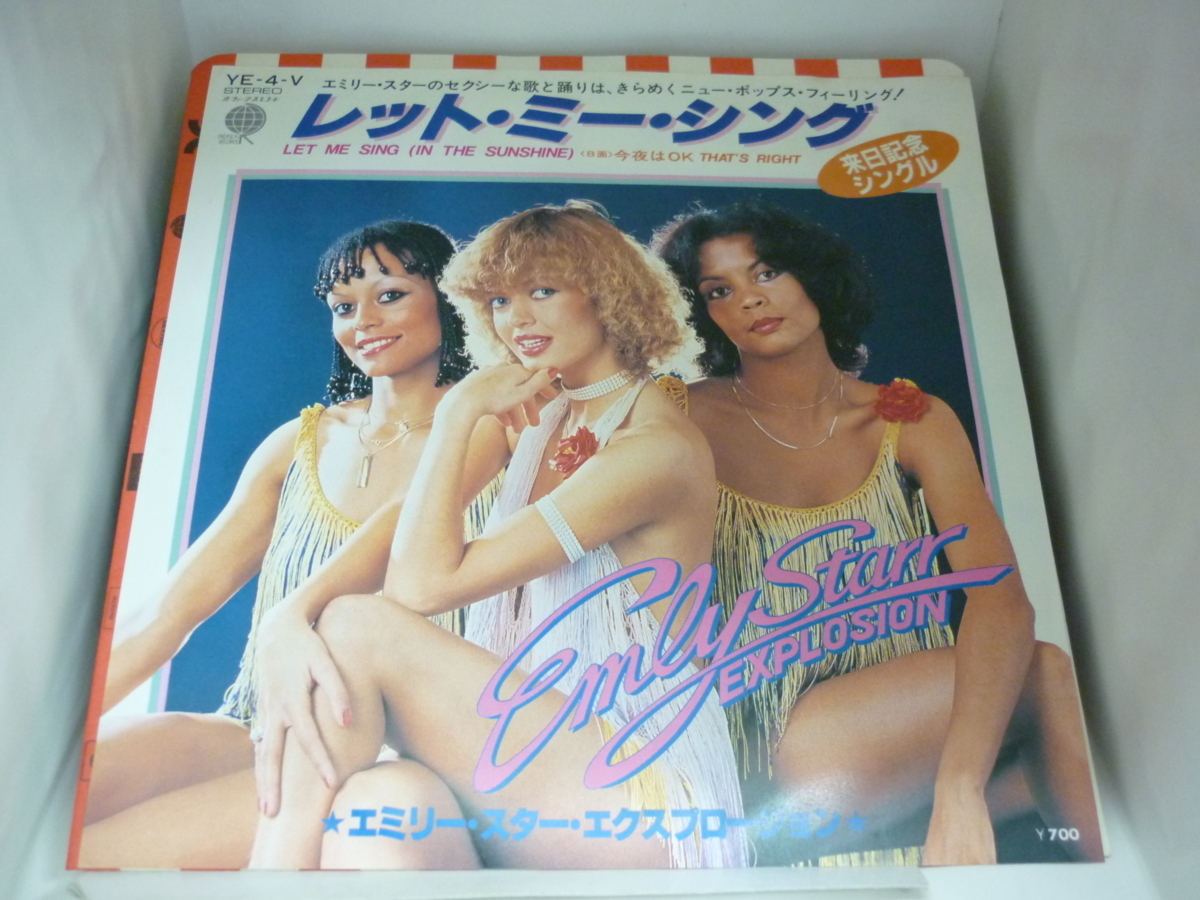 YE-4-V
STEREO
エミリー・スターのセクシーな歌と踊りは、きらめくニュー・ポップス・フィーリング!
レット・ミー・シング
LET ME SING (IN THE SUNSHINE) 〈B面〉今夜はOK THAT'S RIGHT
来日記念
シングル
Emly Starr
EXPLOSION
★エミリー・スター・エクスプロージョン★
¥700